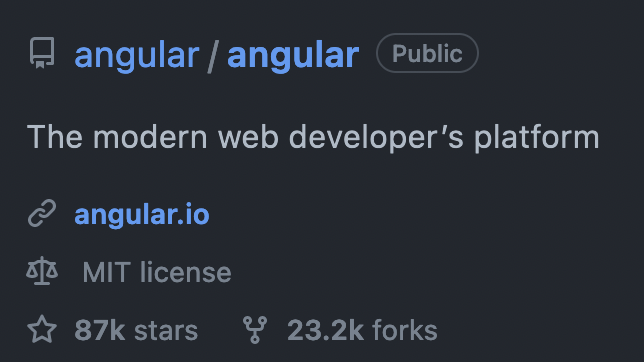 angular / angular Public
The modern web developer’s platform
angular.io
MIT license
87k stars 23.2k forks